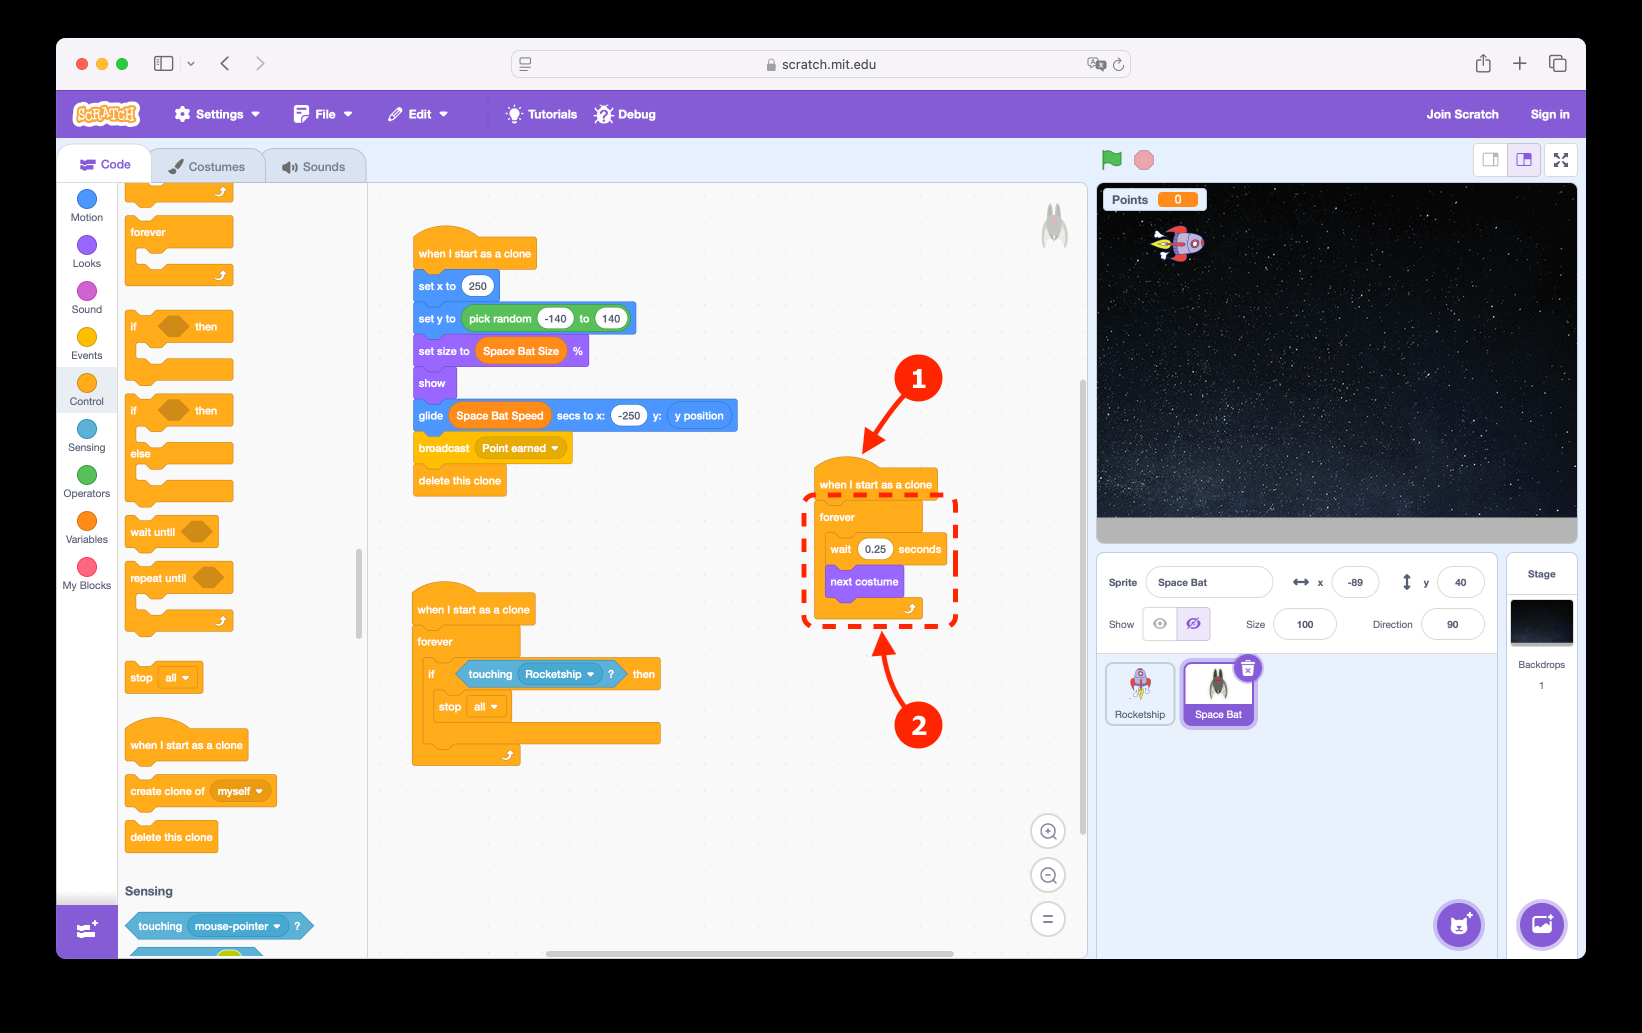 scratch.mit.edu
SCRATCH
Settings
File
Edit
Tutorials
Debug
Join Scratch
Sign in
Code
Costumes
Sounds
Motion
Looks
Sound
Events
Control
Sensing
Operators
Variables
My Blocks
forever
if then
if then
else
wait until
repeat until
stop all
when I start as a clone
create clone of myself
delete this clone
Sensing
touching mouse-pointer ?
when I start as a clone
set x to 250
set y to pick random -140 to 140
set size to Space Bat Size %
show
glide Space Bat Speed secs to x: -250 y: y position
broadcast Point earned
delete this clone
when I start as a clone
forever
if touching Rocketship ? then
stop all
1
when I start as a clone
forever
wait 0.25 seconds
next costume
2
Points 0
Sprite Space Bat x -89 y 40
Show Size 100 Direction 90
Rocketship
Space Bat
Stage
Backdrops
1